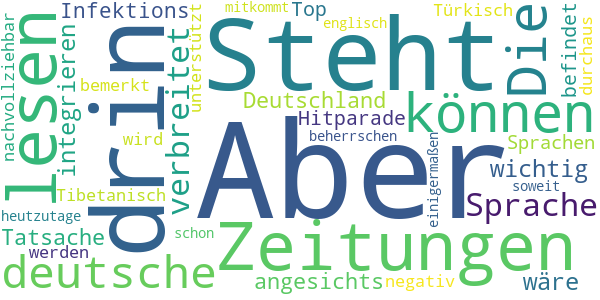 nachvollziehbar
lesen
Infektions
integrieren
bemerkt
drin
wird
verbreitet
unterstützt
mitkommt
Top
englisch
Türkisch
Steht
Die
befindet
durchaus
Deutschland
Hitparade
beherrschen
können
einigermaßen
Sprachen
wichtig
soweit
Tibetanisch
Aber
Sprache
heutzutage
Tatsache
werden
schon
Zeitungen
deutsche
angesichts
negativ
wäre